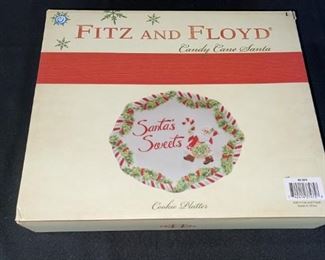 FITZ AND FLOYD
Candy Cane Santa
Santa's
Sweets
Cookie Platter